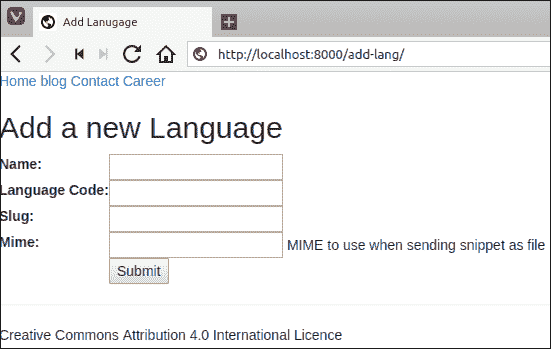 Add Lanugage
http://localhost:8000/add-lang/
Home blog Contact Career
Add a new Language
Name:
Language Code:
Slug:
Mime: MIME to use when sending snippet as file
Submit
Creative Commons Attribution 4.0 International Licence